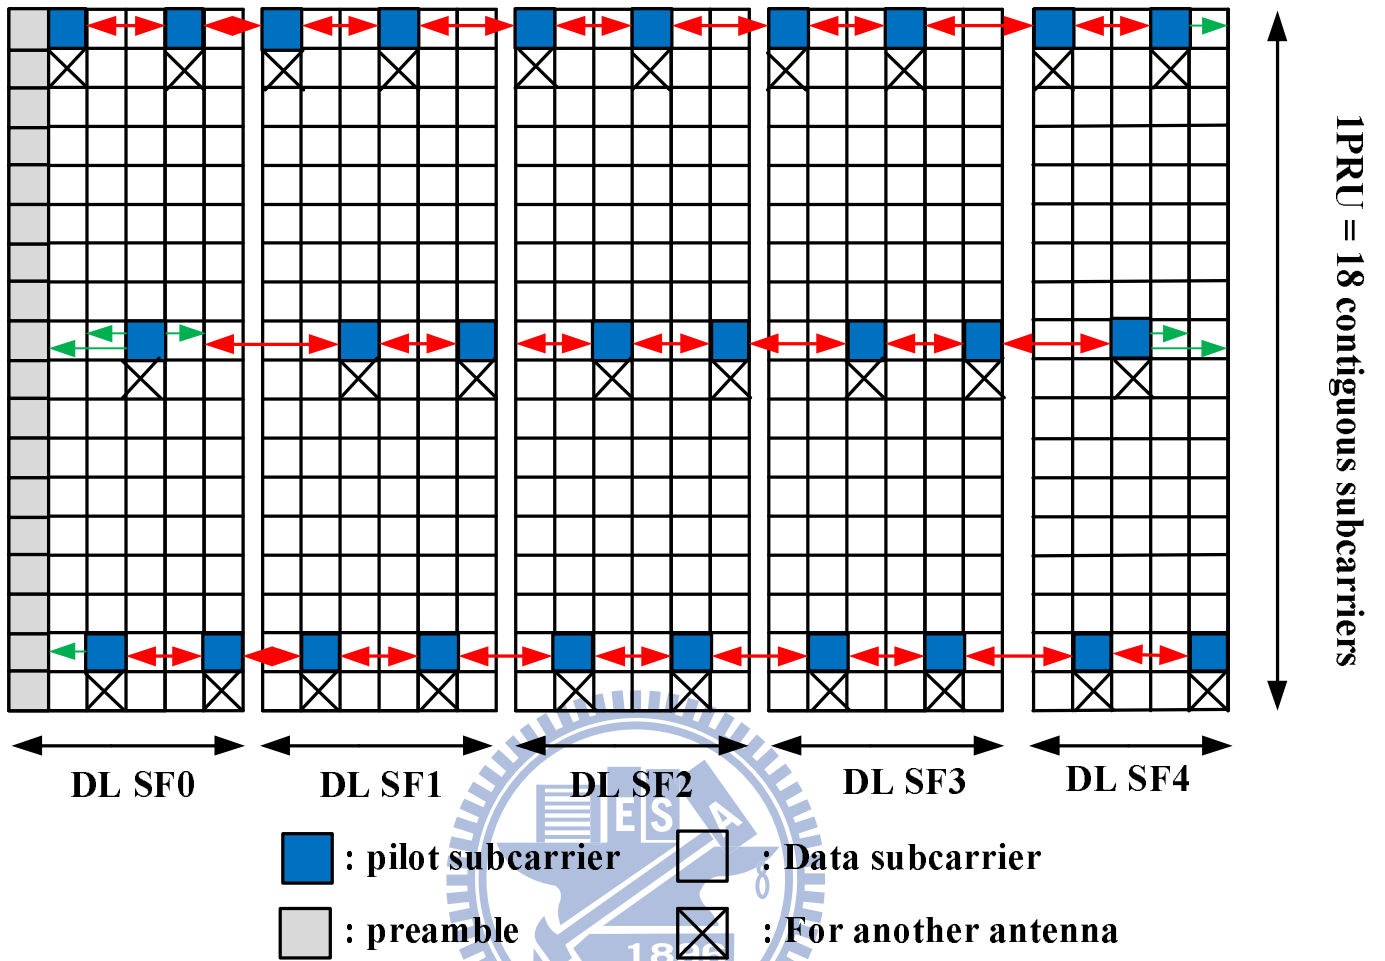 1PRU = 18 contiguous subcarriers
DL SF0
DL SF1
DL SF2
DL SF3
DL SF4
E S A
: pilot subcarrier
: Data subcarrier
: preamble
: For another antenna
1896